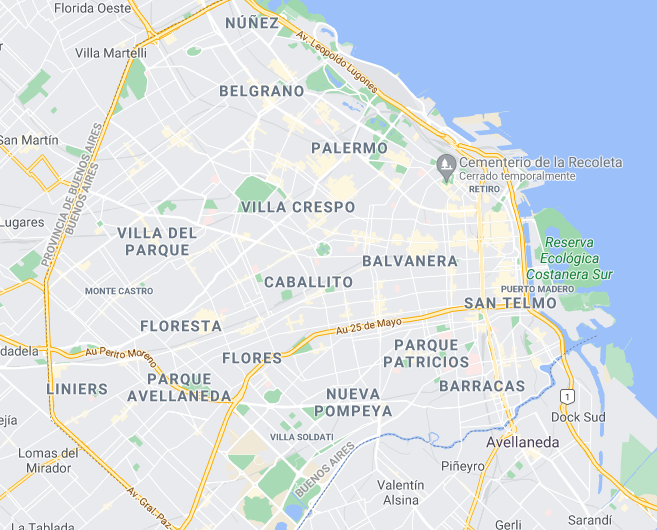 Florida Oeste
NÚÑEZ
Av. Leopoldo Lugones
Villa Martelli
BELGRANO
San Martín
PALERMO
Cementerio de la Recoleta
Cerrado temporalmente
RETIRO
PROVINCIA DE BUENOS AIRES
BUENOS AIRES
Lugares
VILLA CRESPO
VILLA DEL
PARQUE
Reserva
Ecológica
Costanera Sur
BALVANERA
CABALLITO
MONTE CASTRO
PUERTO MADERO
SAN TELMO
FLORESTA
Au 25 de Mayo
dadela
Au Perito Moreno
FLORES
PARQUE
PATRICIOS
LINIERS
PARQUE
AVELLANEDA
BARRACAS
NUEVA
POMPEYA
1
Dock Sud
ejía
VILLA SOLDATI
Avellaneda
Lomas del
Mirador
BUENOS AIRES
Piñeyro
Valentín
Alsina
Av. Gral. Paz
La Tablada
Gerli
Sarandí